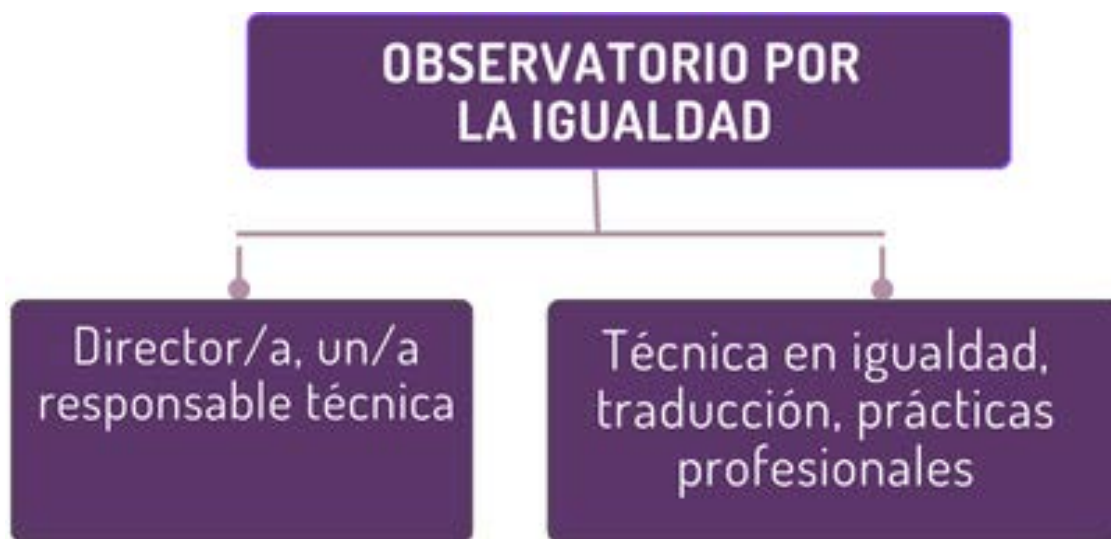 OBSERVATORIO POR
LA IGUALDAD
Director/a, un/a
responsable técnica
Técnica en igualdad,
traducción, prácticas
profesionales